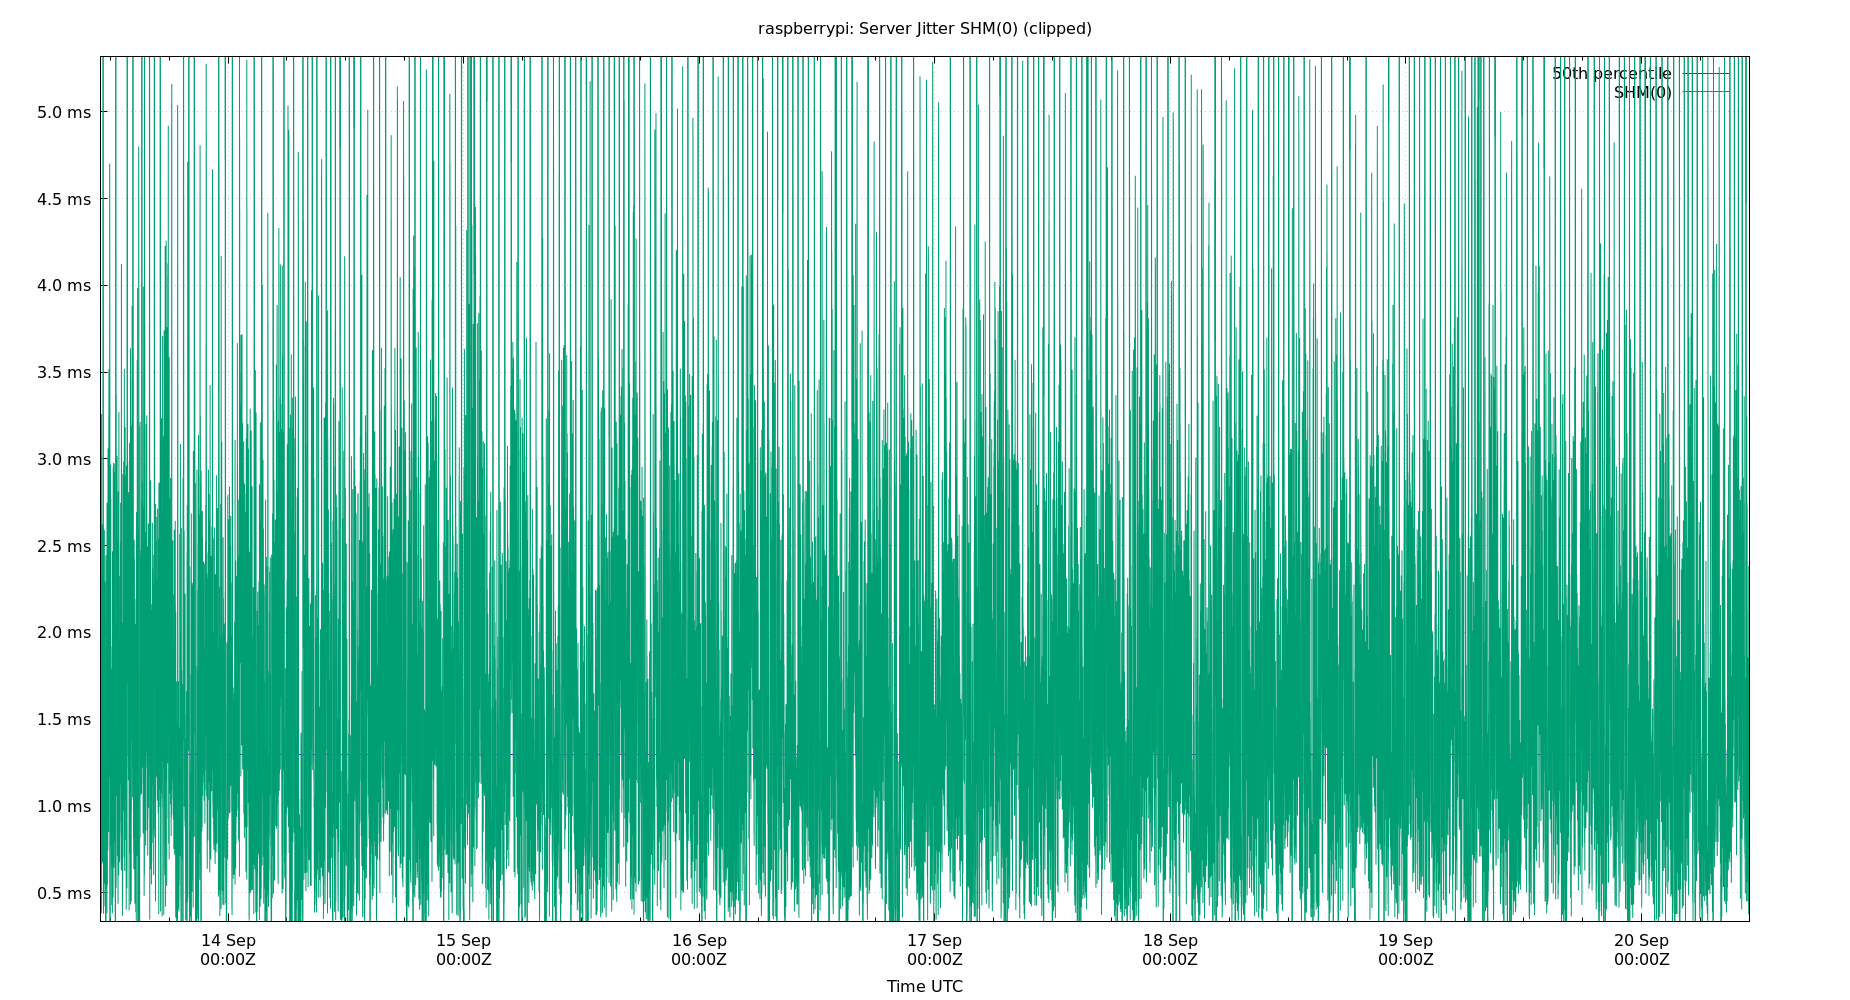 raspberrypi: Server Jitter SHM(0) (clipped)
50th percentile
SHM(0)
5.0 ms
4.5 ms
4.0 ms
3.5 ms
3.0 ms
2.5 ms
2.0 ms
1.5 ms
1.0 ms
0.5 ms
14 Sep 15 Sep 16 Sep 17 Sep 18 Sep 19 Sep 20 Sep
00:00Z 00:00Z 00:00Z 00:00Z 00:00Z 00:00Z 00:00Z
Time UTC